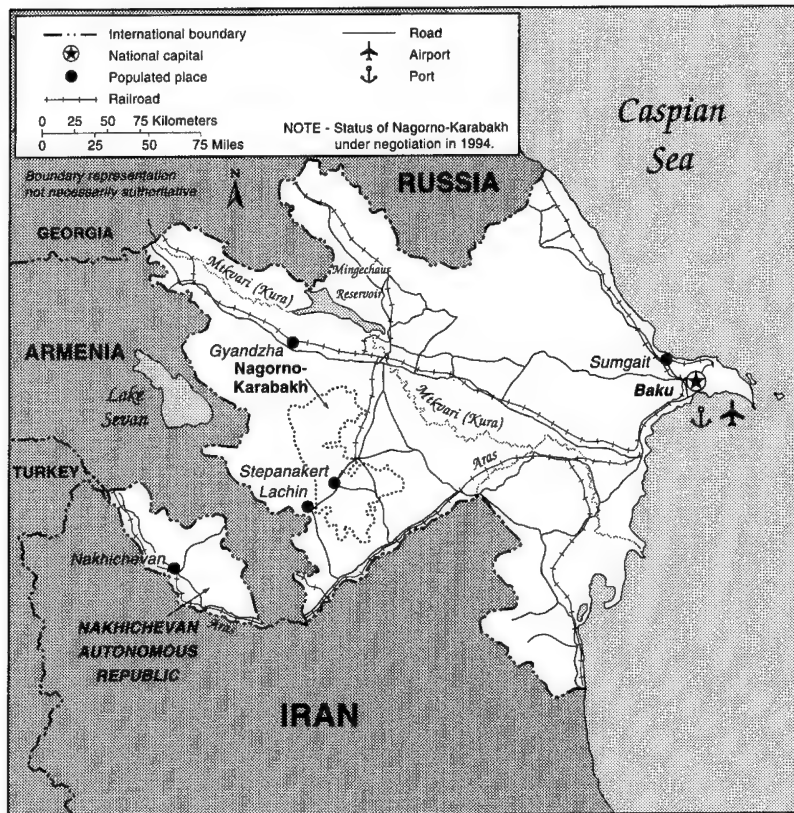 International boundary
National capital
Populated place
Railroad
Road
Airport
Port
0 25 50 75 Kilometers
0 25 50 75 Miles
NOTE - Status of Nagorno-Karabakh
under negotiation in 1994.
Boundary representation
not necessarily authoritative
N
Caspian
Sea
RUSSIA
GEORGIA
Mtkvari (Kura)
Mingechaus
Reservoir
ARMENIA
Gyandzha
Nagorno-
Karabakh
Lake
Sevan
Sumgait
Baku
Mtkvari (Kura)
Aras
TURKEY
Stepanakert
Lachin
Nakhichevan
NAKHICHEVAN
AUTONOMOUS
REPUBLIC
Aras
IRAN